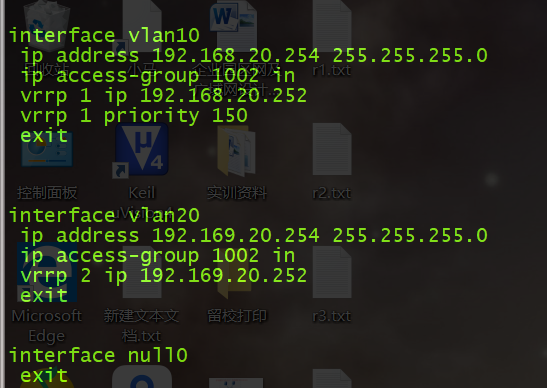 interface vlan10
ip address 192.168.20.254 255.255.255.0
ip access-group 1002 in
vrrp 1 ip 192.168.20.252
vrrp 1 priority 150
exit
interface vlan20
ip address 192.169.20.254 255.255.255.0
ip access-group 1002 in
vrrp 2 ip 192.169.20.252
exit
interface null0
exit
r1.txt
控制面板
Keil
实训资料
r2.txt
Microsoft
Edge
新建文本文
档.txt
留校打印
r3.txt